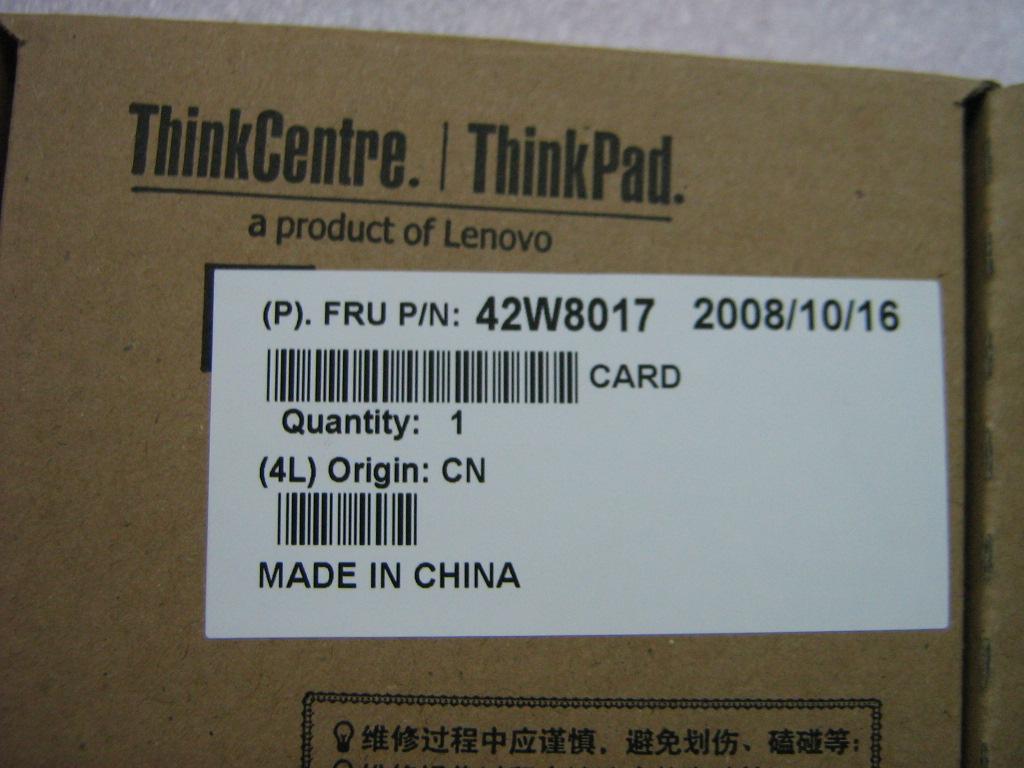 ThinkCentre. | ThinkPad.
a product of Lenovo
(P). FRU P/N: 42W8017 2008/10/16
CARD
Quantity: 1
(4L) Origin: CN
MADE IN CHINA
维修过程中应谨慎，避免划伤、磕碰等;